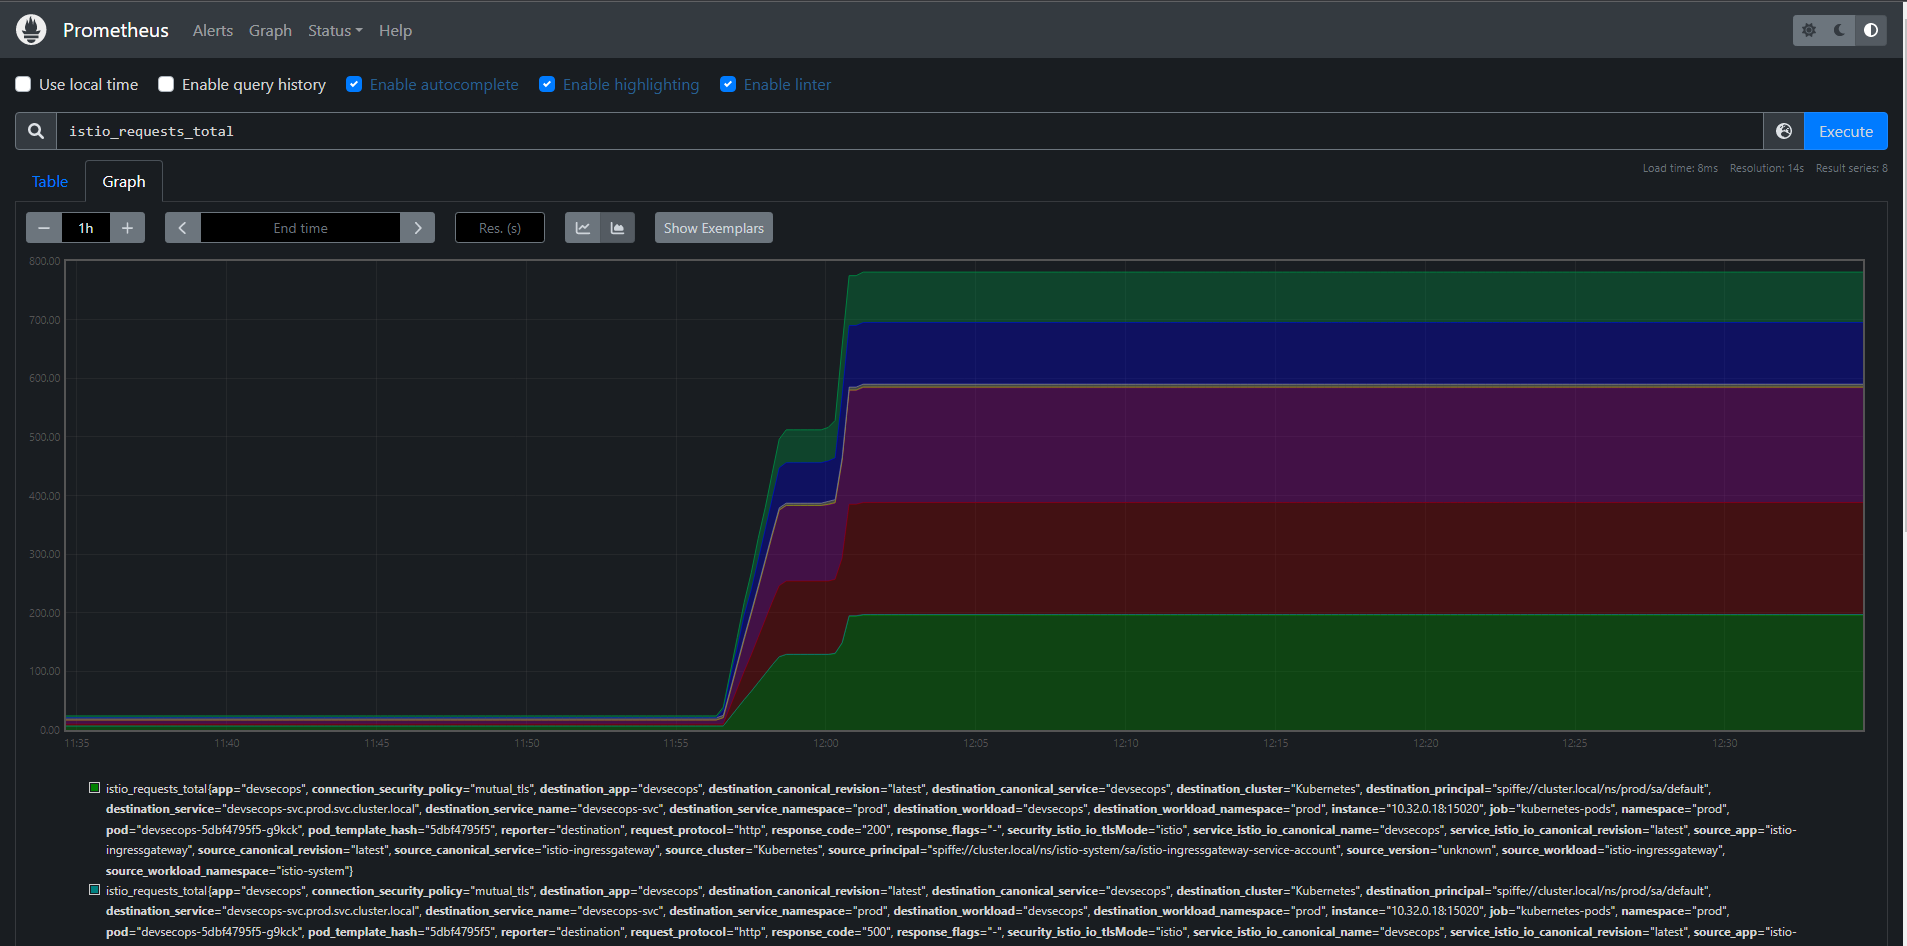 Prometheus Alerts Graph Status Help
Use local time Enable query history Enable autocomplete Enable highlighting Enable linter
istio_requests_total Execute
Load time: 8ms Resolution: 14s Result series: 8
Table Graph
1h End time Res. (s) Show Exemplars
800.00
700.00
600.00
500.00
400.00
300.00
200.00
100.00
0.00
11:35 11:40 11:45 11:50 11:55 12:00 12:05 12:10 12:15 12:20 12:25 12:30
istio_requests_total{app="devsecops", connection_security_policy="mutual_tls", destination_app="devsecops", destination_canonical_revision="latest", destination_canonical_service="devsecops", destination_cluster="Kubernetes", destination_principal="spiffe://cluster.local/ns/prod/sa/default",
destination_service="devsecops-svc.prod.svc.cluster.local", destination_service_name="devsecops-svc", destination_service_namespace="prod", destination_workload="devsecops", destination_workload_namespace="prod", instance="10.32.0.18:15020", job="kubernetes-pods", namespace="prod",
pod="devsecops-5dbf4795f5-g9kck", pod_template_hash="5dbf4795f5", reporter="destination", request_protocol="http", response_code="200", response_flags="-", security_istio_io_tlsMode="istio", service_istio_io_canonical_name="devsecops", service_istio_io_canonical_revision="latest", source_app="istio-
ingressgateway", source_canonical_revision="latest", source_canonical_service="istio-ingressgateway", source_cluster="Kubernetes", source_principal="spiffe://cluster.local/ns/istio-system/sa/istio-ingressgateway-service-account", source_version="unknown", source_workload="istio-ingressgateway",
source_workload_namespace="istio-system"}
istio_requests_total{app="devsecops", connection_security_policy="mutual_tls", destination_app="devsecops", destination_canonical_revision="latest", destination_canonical_service="devsecops", destination_cluster="Kubernetes", destination_principal="spiffe://cluster.local/ns/prod/sa/default",
destination_service="devsecops-svc.prod.svc.cluster.local", destination_service_name="devsecops-svc", destination_service_namespace="prod", destination_workload="devsecops", destination_workload_namespace="prod", instance="10.32.0.18:15020", job="kubernetes-pods", namespace="prod",
pod="devsecops-5dbf4795f5-g9kck", pod_template_hash="5dbf4795f5", reporter="destination", request_protocol="http", response_code="500", response_flags="-", security_istio_io_tlsMode="istio", service_istio_io_canonical_name="devsecops", service_istio_io_canonical_revision="latest", source_app="istio-